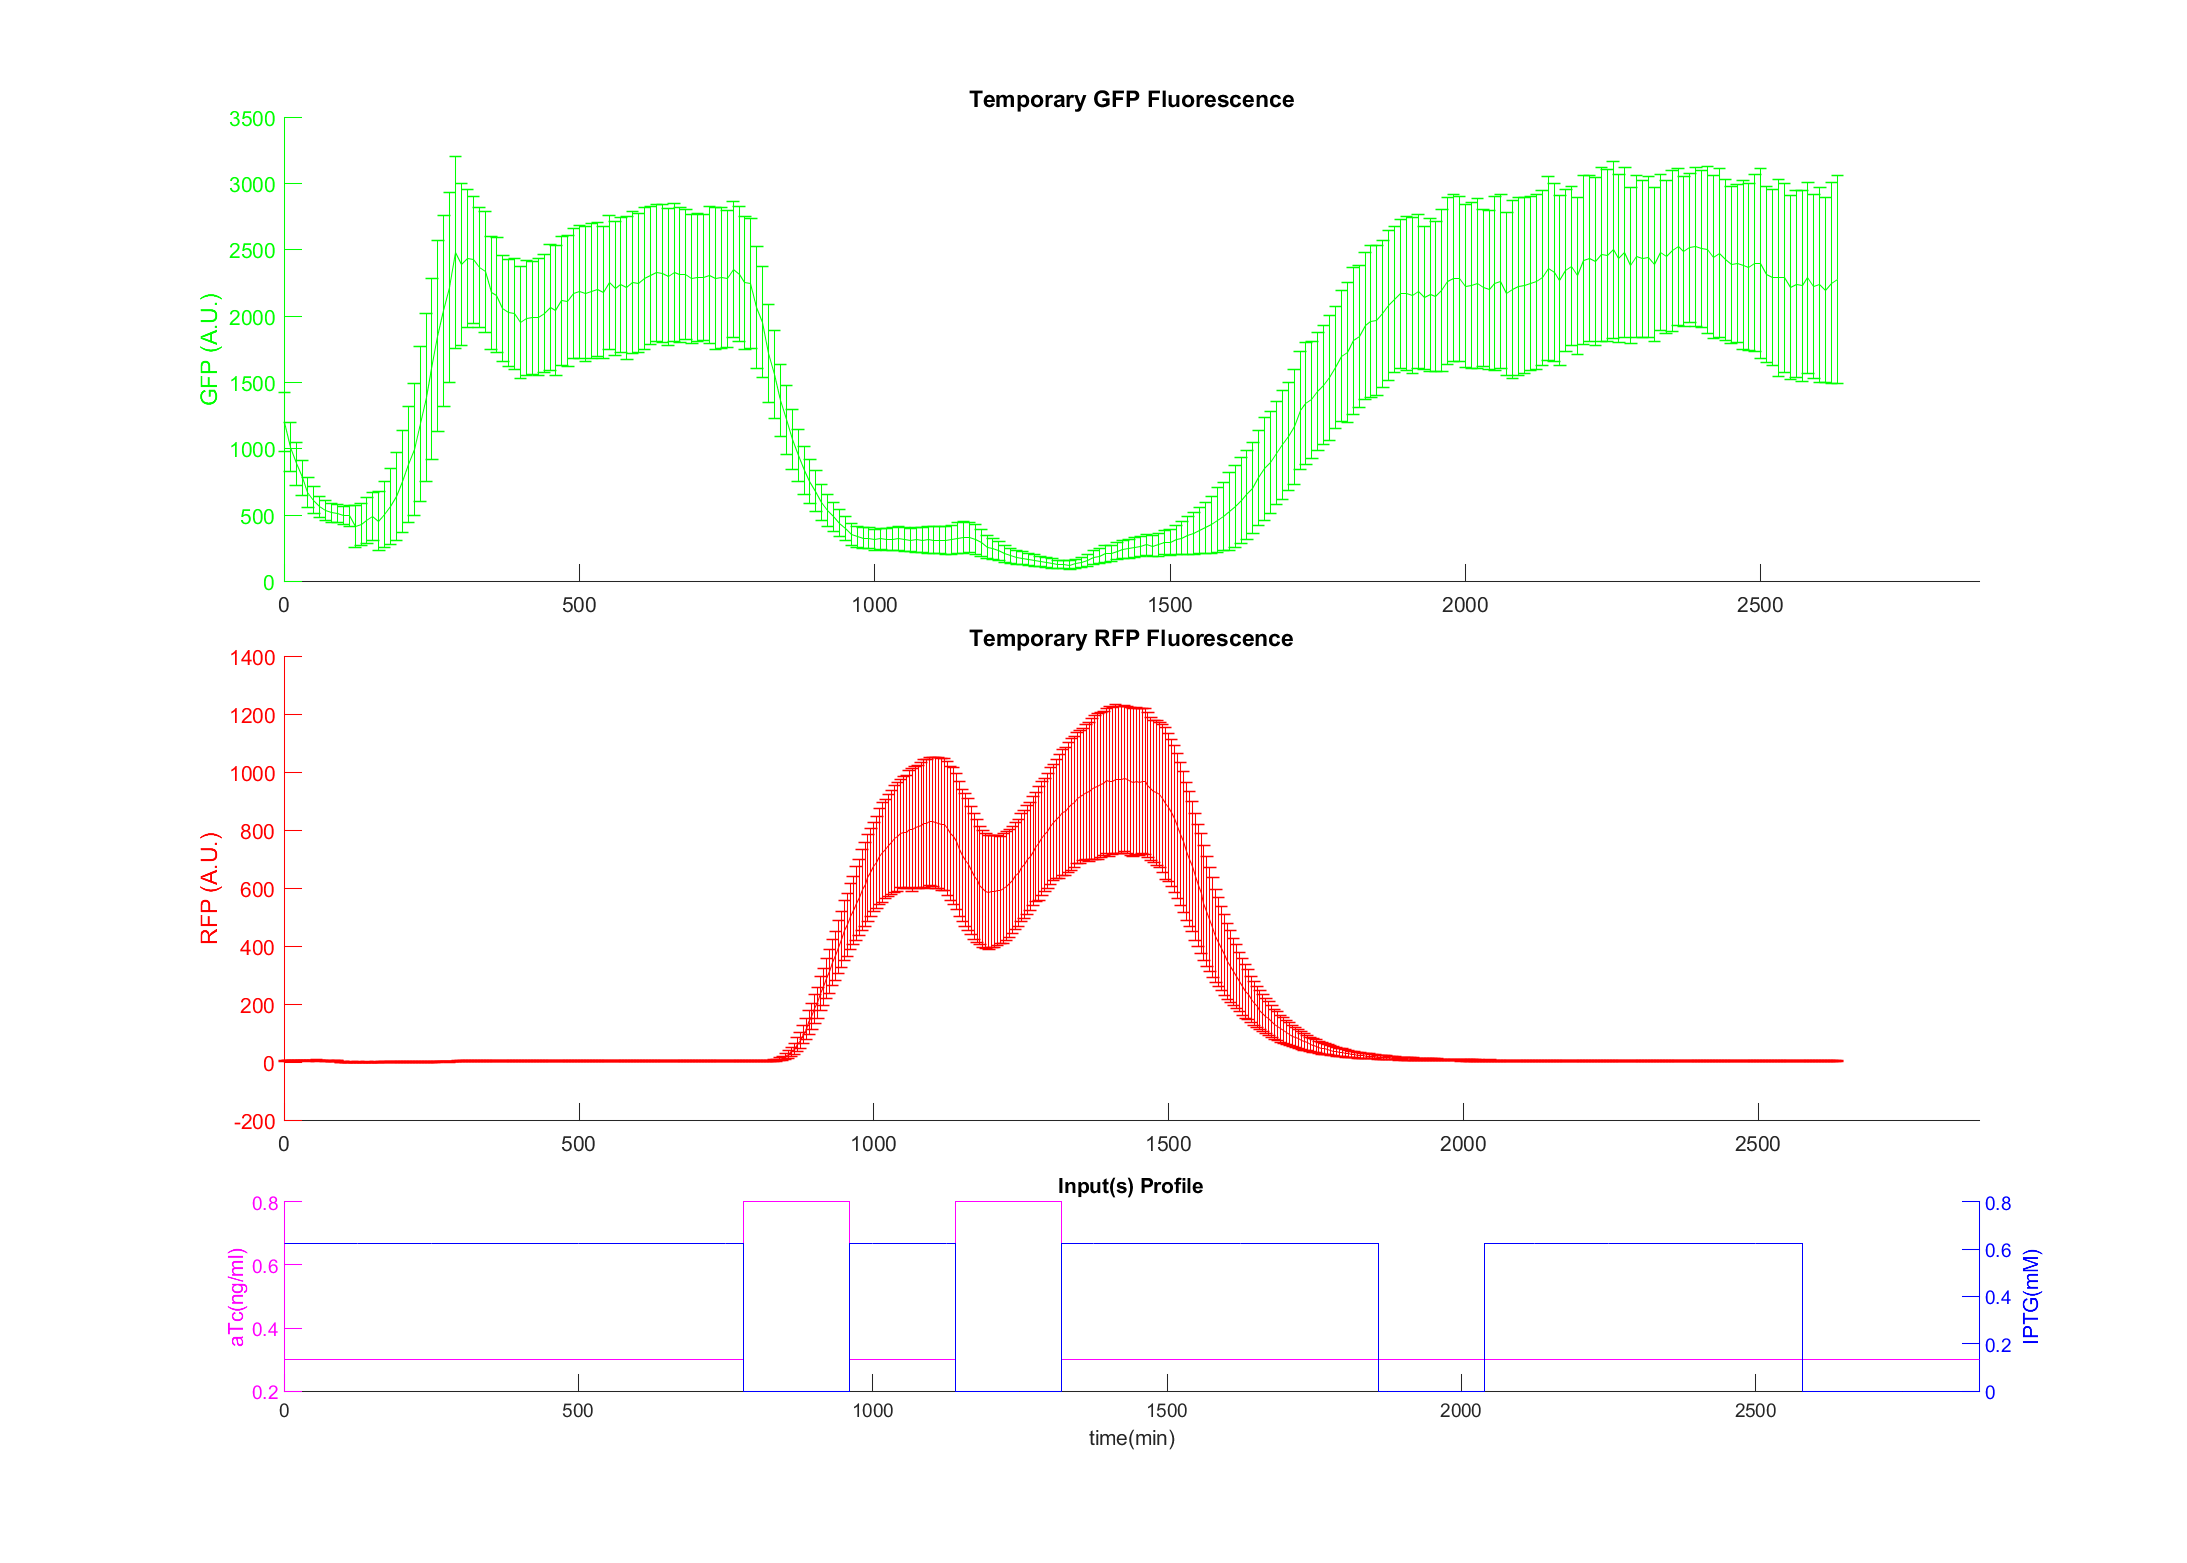 Temporary GFP Fluorescence
3500
3000
2500
2000
1500
1000
500
0
GFP (A.U.)
0 500 1000 1500 2000 2500
Temporary RFP Fluorescence
1400
1200
1000
800
600
400
200
0
-200
RFP (A.U.)
0 500 1000 1500 2000 2500
Input(s) Profile
0.8
0.6
0.4
0.2
aTc(ng/ml)
0.8
0.6
0.4
0.2
0
IPTG(mM)
0 500 1000 1500 2000 2500
time(min)